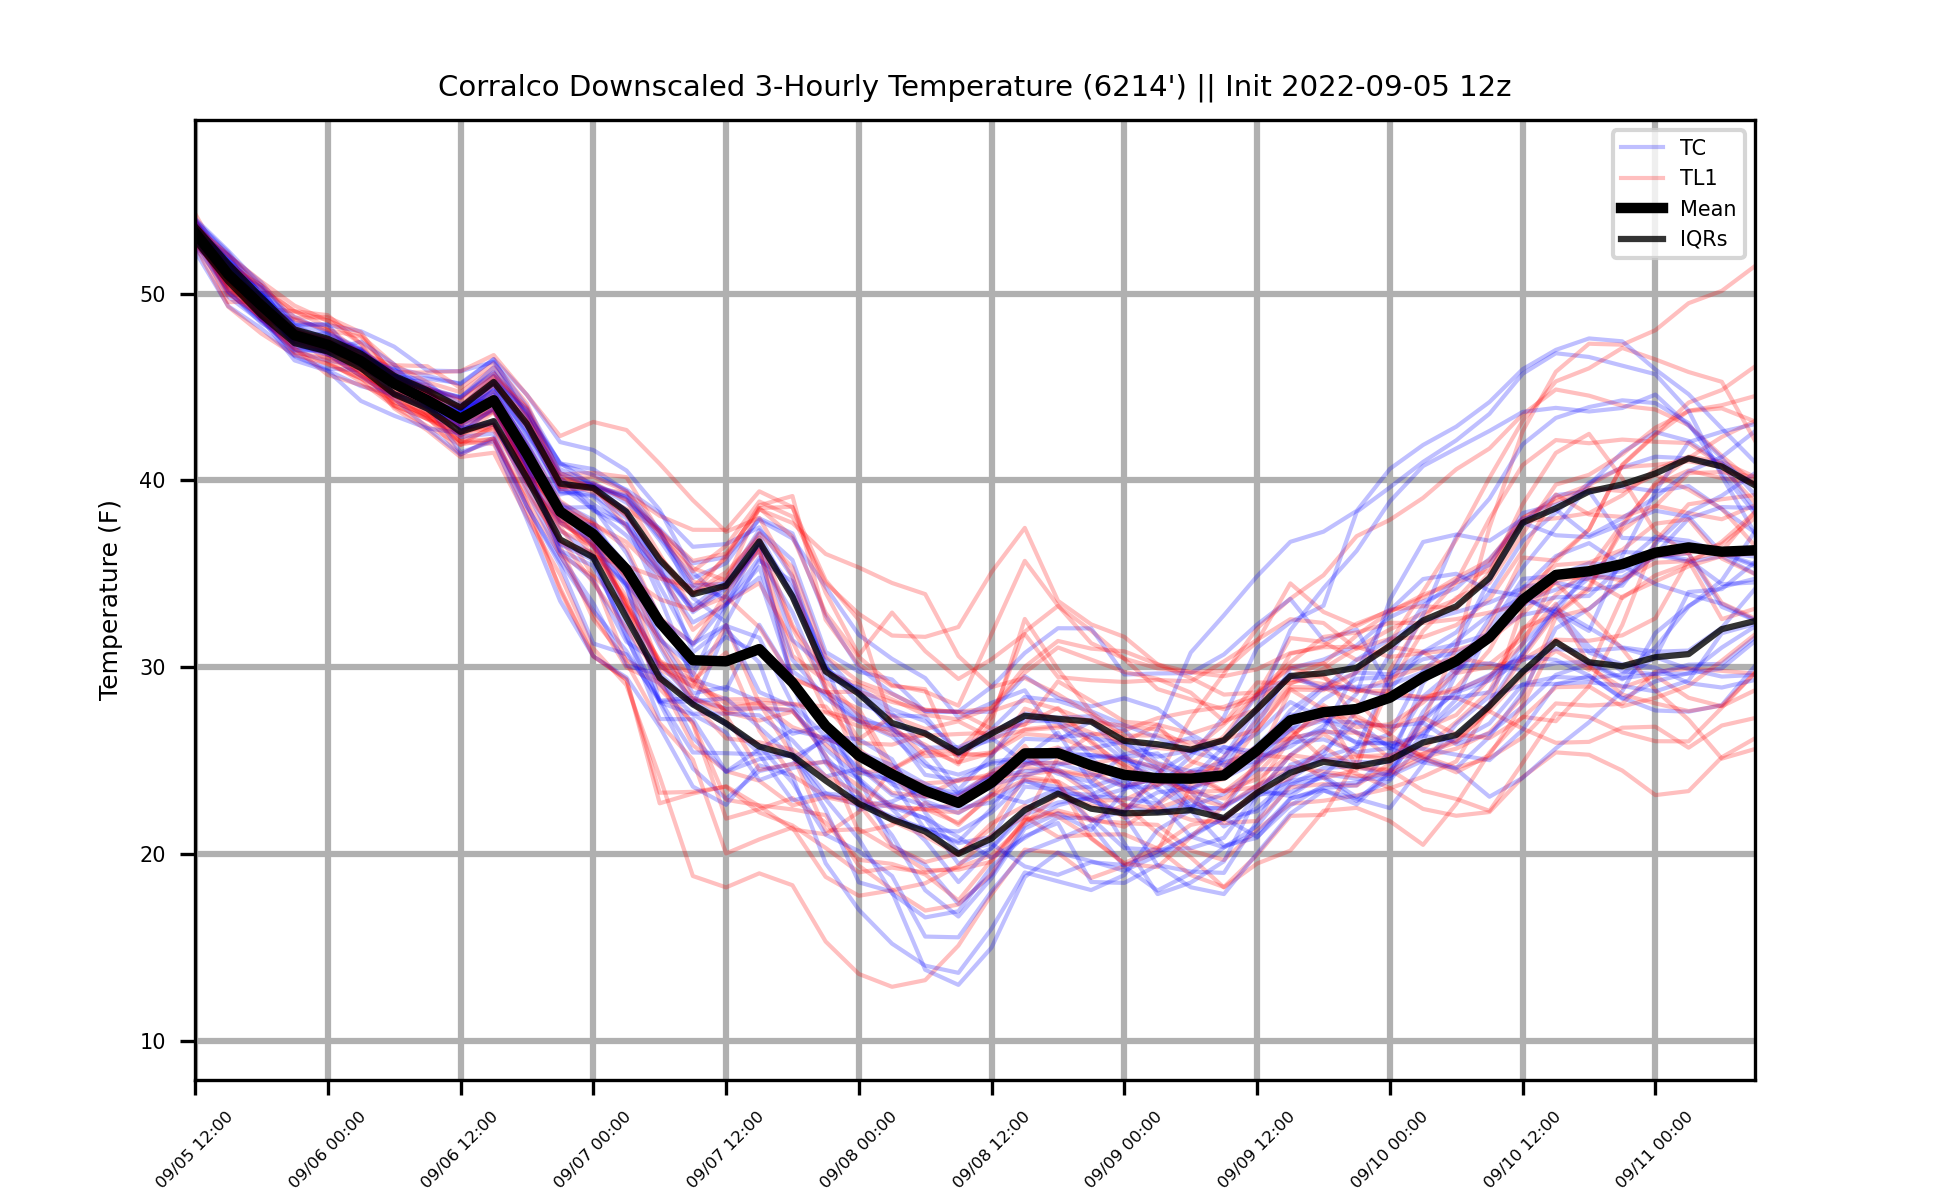 Corralco Downscaled 3-Hourly Temperature (6214') || Init 2022-09-05 12z
TC
TL1
Mean
IQRs
Temperature (F)
50
40
30
20
10
09/05 12:00
09/06 00:00
09/06 12:00
09/07 00:00
09/07 12:00
09/08 00:00
09/08 12:00
09/09 00:00
09/09 12:00
09/10 00:00
09/10 12:00
09/11 00:00